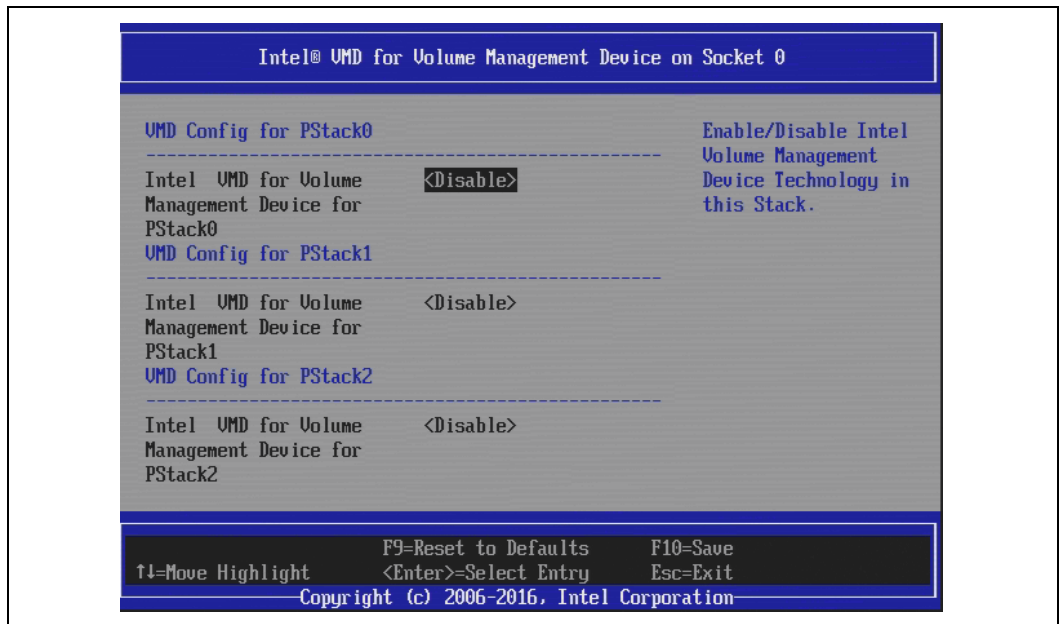 Intel® VMD for Volume Management Device on Socket 0
VMD Config for PStack0
Intel VMD for Volume Management Device for PStack0
<Disable>
VMD Config for PStack1
Intel VMD for Volume Management Device for PStack1
<Disable>
VMD Config for PStack2
Intel VMD for Volume Management Device for PStack2
<Disable>
Enable/Disable Intel
Volume Management
Device Technology in
this Stack.
F9=Reset to Defaults F10=Save
↑↓=Move Highlight <Enter>=Select Entry Esc=Exit
Copyright (c) 2006-2016, Intel Corporation